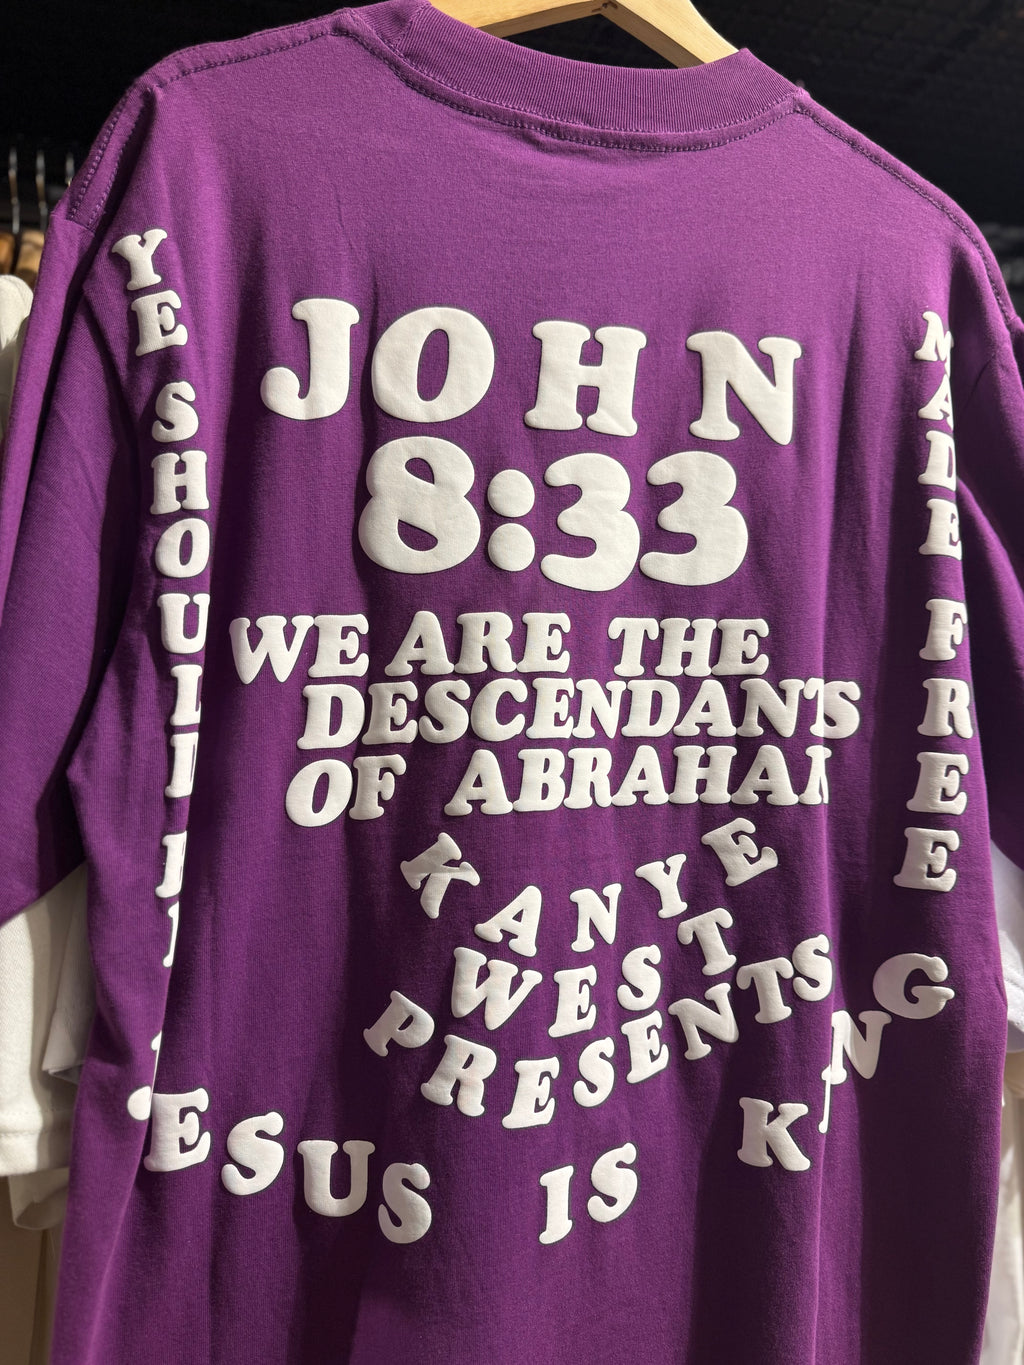 YE SHOULD BE
MADE FREE
JOHN
8:33
WE ARE THE
DESCENDANTS
OF ABRAHAM
KANYE
WEST
PRESENTS
JESUS IS KING